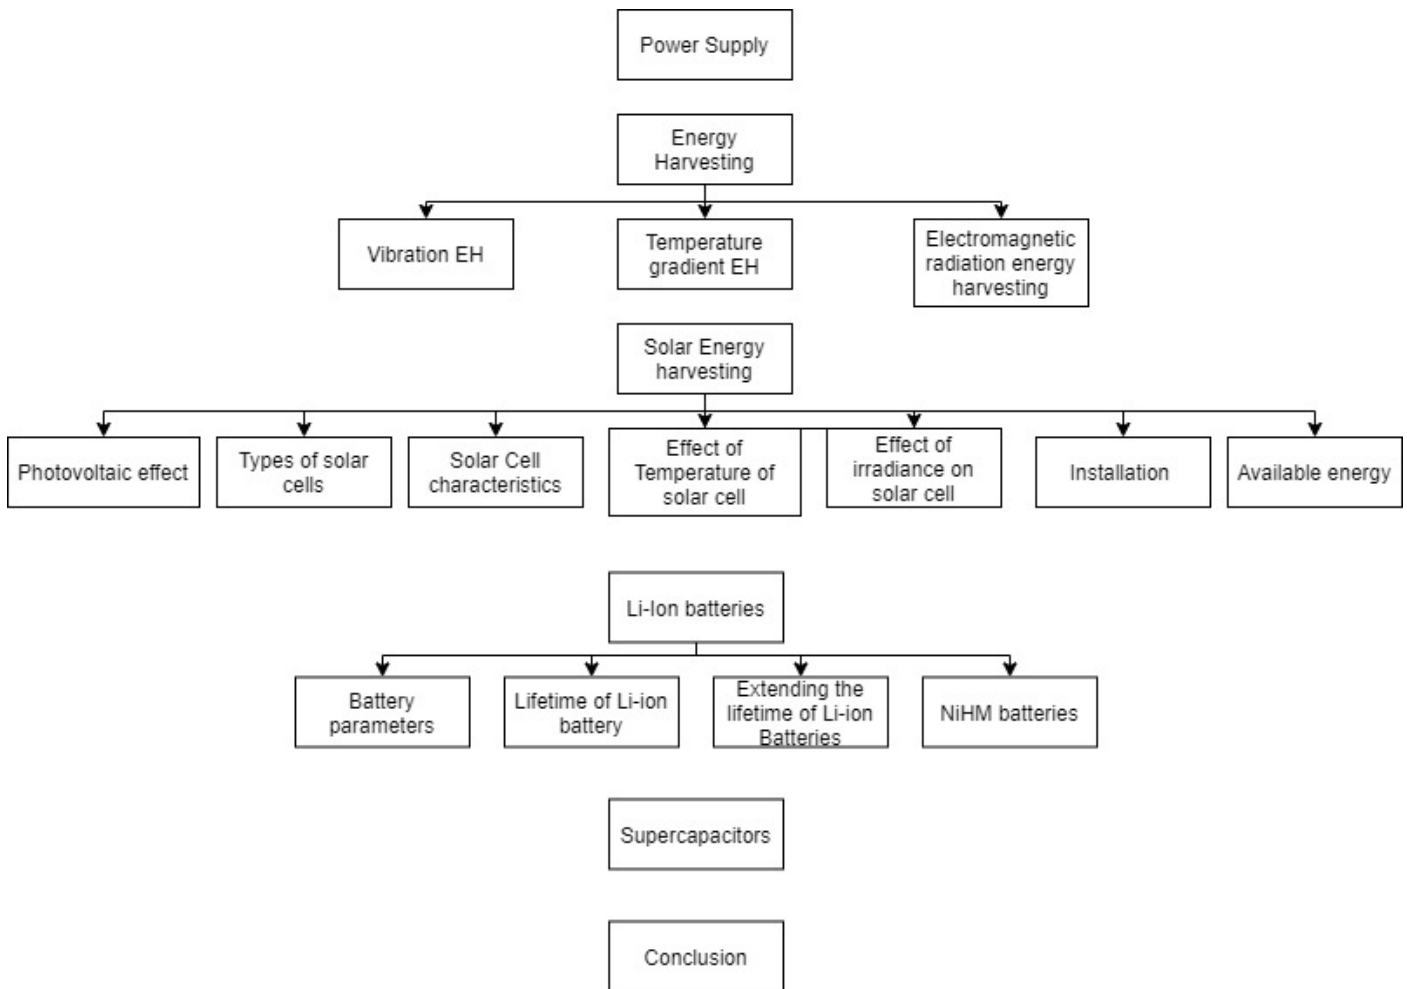 Power Supply
Energy
Harvesting
Vibration EH
Temperature
gradient EH
Electromagnetic
radiation energy
harvesting
Solar Energy
harvesting
Photovoltaic effect
Types of solar
cells
Solar Cell
characteristics
Effect of
Temperature of
solar cell
Effect of
irradiance on
solar cell
Installation
Available energy
Li-Ion batteries
Battery
parameters
Lifetime of Li-ion
battery
Extending the
lifetime of Li-ion
Batteries
NiHM batteries
Supercapacitors
Conclusion